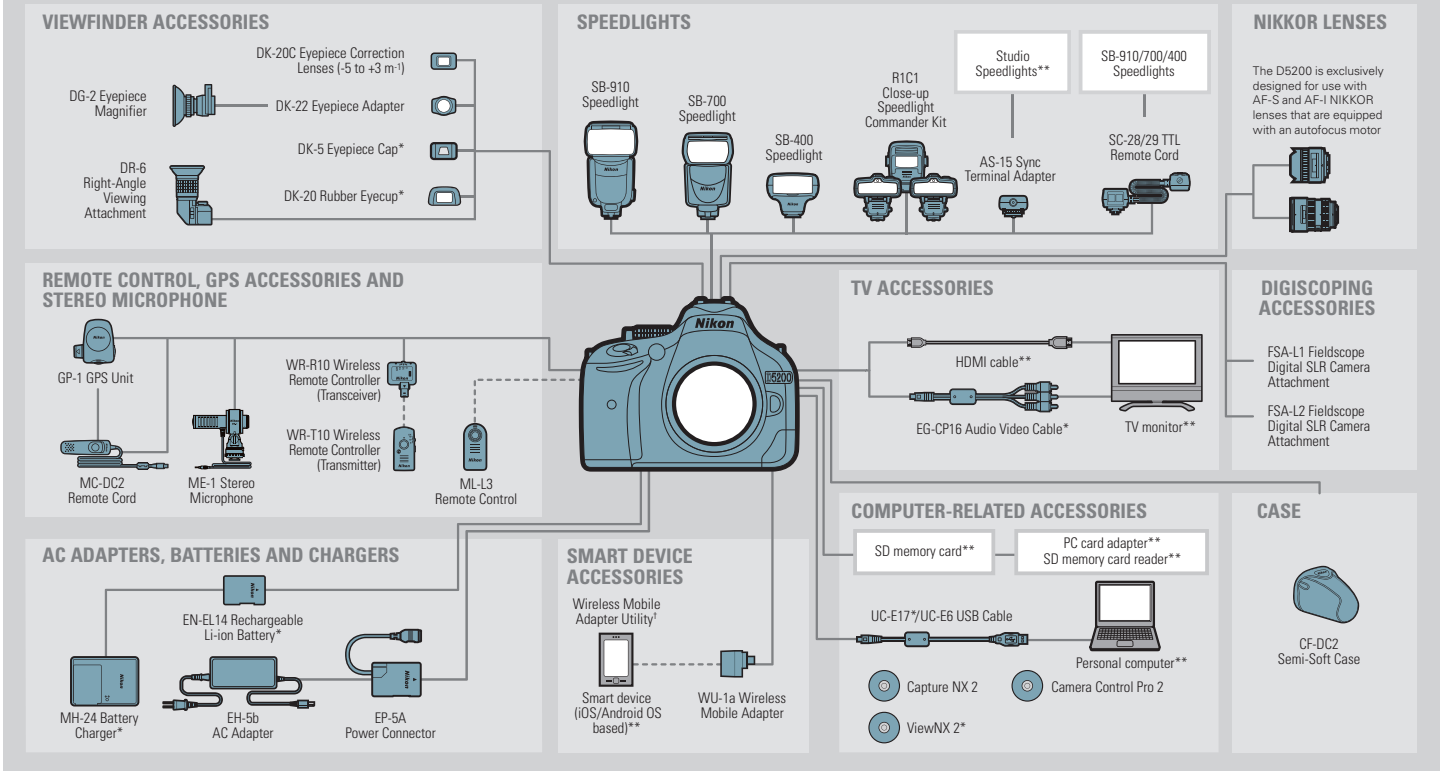 VIEWFINDER ACCESSORIES
DK-20C Eyepiece Correction
Lenses (-5 to +3 m-1)
DG-2 Eyepiece
Magnifier
DK-22 Eyepiece Adapter
DK-5 Eyepiece Cap*
DR-6
Right-Angle
Viewing
Attachment
DK-20 Rubber Eyecup*
SPEEDLIGHTS
SB-910
Speedlight
SB-700
Speedlight
SB-400
Speedlight
R1C1
Close-up
Speedlight
Commander Kit
Studio
Speedlights**
AS-15 Sync
Terminal Adapter
SB-910/700/400
Speedlights
SC-28/29 TTL
Remote Cord
Nikon
Nikon
Nikon
NIKKOR LENSES
The D5200 is exclusively
designed for use with
AF-S and AF-I NIKKOR
lenses that are equipped
with an autofocus motor
REMOTE CONTROL, GPS ACCESSORIES AND
STEREO MICROPHONE
Nikon
GP-1 GPS Unit
WR-R10 Wireless
Remote Controller
(Transceiver)
Nikon
WR-T10 Wireless
Remote Controller
(Transmitter)
Nikon
MC-DC2
Remote Cord
ME-1 Stereo
Microphone
Nikon
ML-L3
Remote Control
Nikon
D5200
TV ACCESSORIES
HDMI cable**
EG-CP16 Audio Video Cable*
TV monitor**
DIGISCOPING
ACCESSORIES
FSA-L1 Fieldscope
Digital SLR Camera
Attachment
FSA-L2 Fieldscope
Digital SLR Camera
Attachment
AC ADAPTERS, BATTERIES AND CHARGERS
Nikon
EN-EL14 Rechargeable
Li-ion Battery*
Nikon
MH-24 Battery
Charger*
EH-5b
AC Adapter
Nikon
EP-5A
Power Connector
SMART DEVICE
ACCESSORIES
Wireless Mobile
Adapter Utility†
Smart device
(iOS/Android OS
based)**
WU-1a Wireless
Mobile Adapter
COMPUTER-RELATED ACCESSORIES
SD memory card**
PC card adapter**
SD memory card reader**
UC-E17*/UC-E6 USB Cable
Personal computer**
Capture NX 2
Camera Control Pro 2
ViewNX 2*
CASE
CF-DC2
Semi-Soft Case